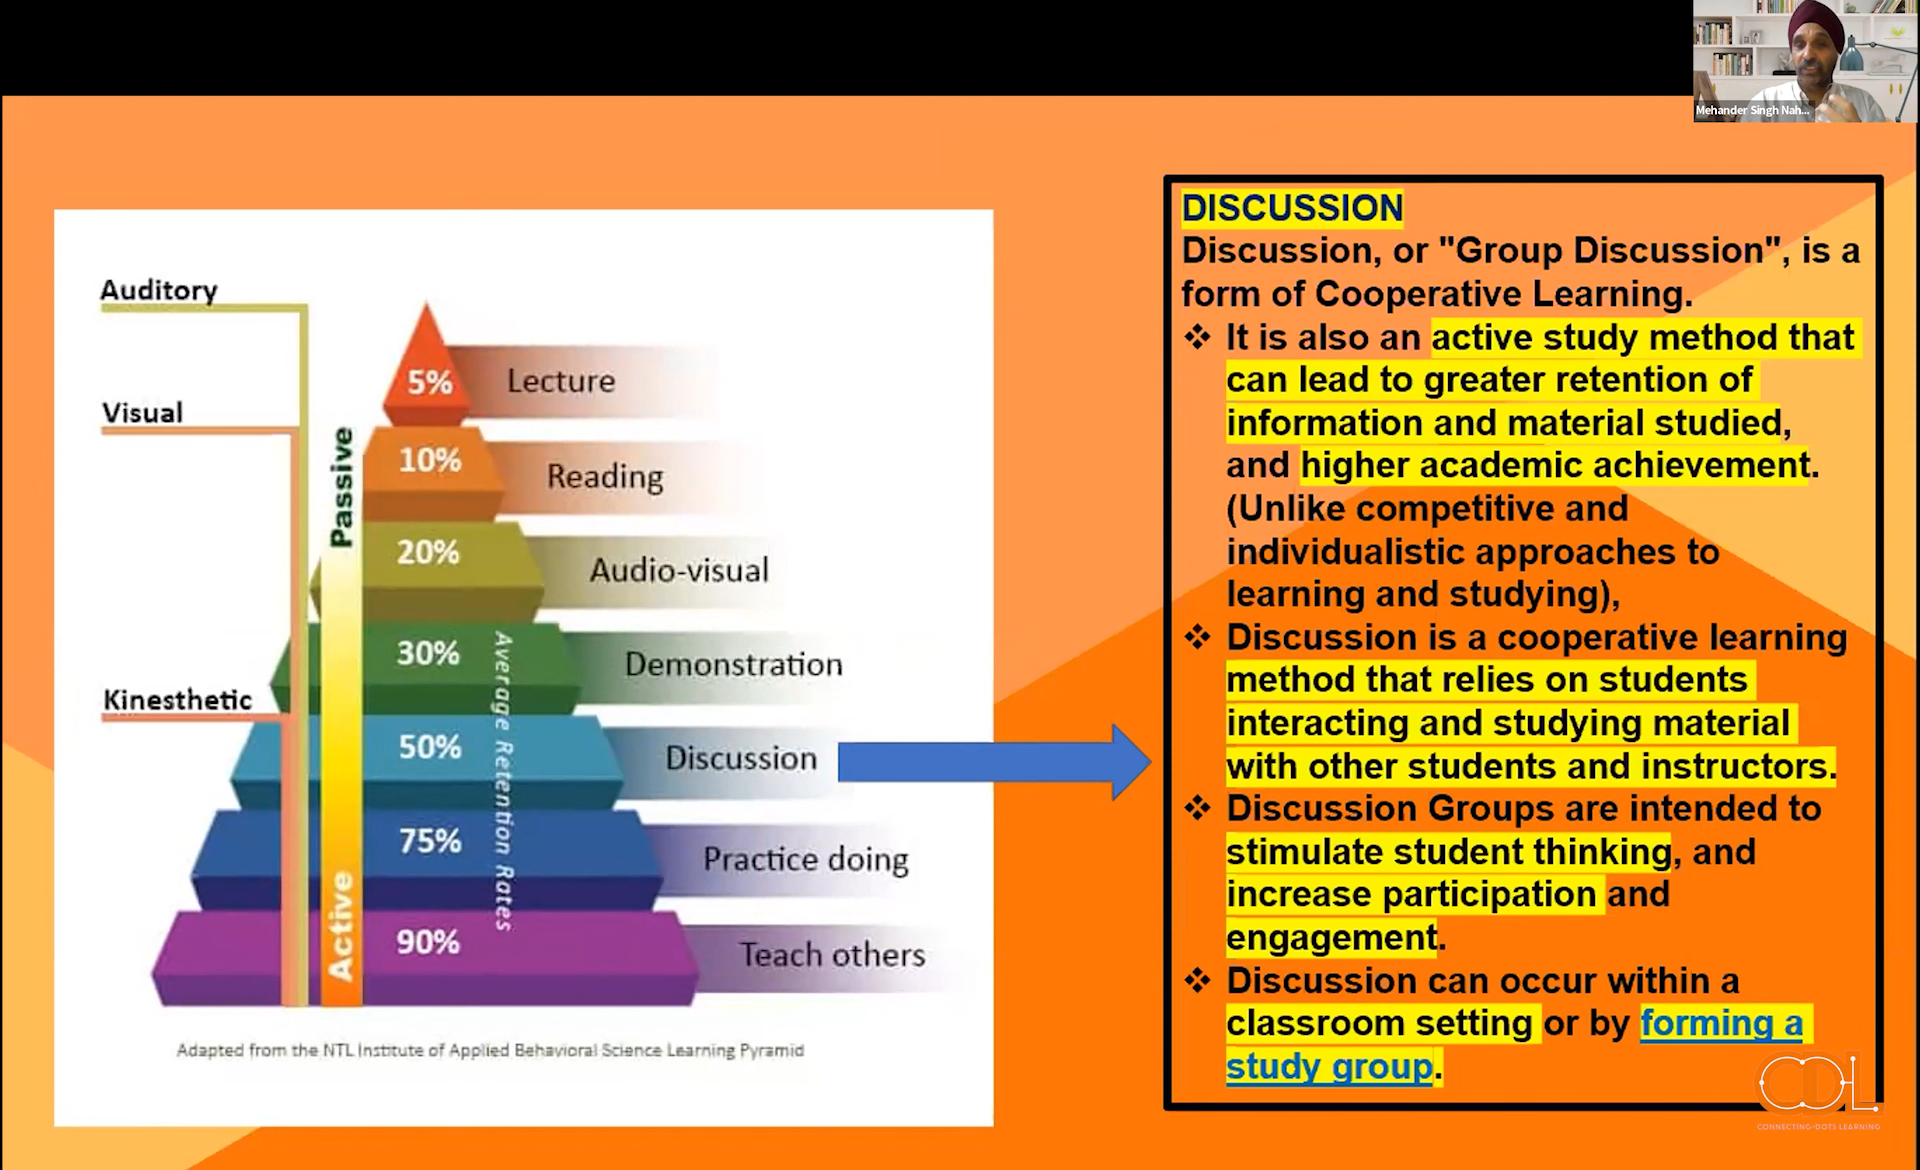 Mehander Singh Nah...
Auditory
Visual
Kinesthetic
Passive
Active
5%
Lecture
10%
Reading
20%
Audio-visual
30%
Demonstration
50%
Discussion
75%
Practice doing
90%
Teach others
Average Retention Rates
Adapted from the NTL Institute of Applied Behavioral Science Learning Pyramid
DISCUSSION
Discussion, or "Group Discussion", is a
form of Cooperative Learning.
❖ It is also an active study method that
can lead to greater retention of
information and material studied,
and higher academic achievement.
(Unlike competitive and
individualistic approaches to
learning and studying),
❖ Discussion is a cooperative learning
method that relies on students
interacting and studying material
with other students and instructors.
❖ Discussion Groups are intended to
stimulate student thinking, and
increase participation and
engagement.
❖ Discussion can occur within a
classroom setting or by forming a
study group.
CDL
CONNECTING-DOTS LEARNING